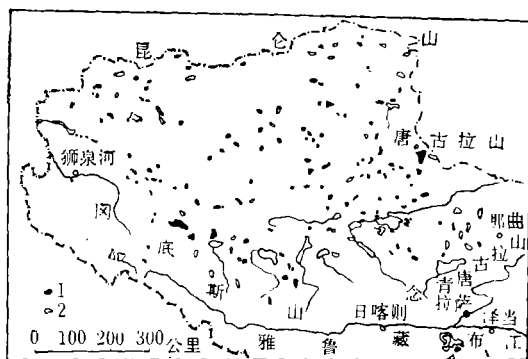 昆仑山
唐古拉山
狮泉河
冈底斯山
那曲
念青唐古拉山
拉萨
日喀则
泽当
雅鲁藏布江
1
2
0 100 200 300公里